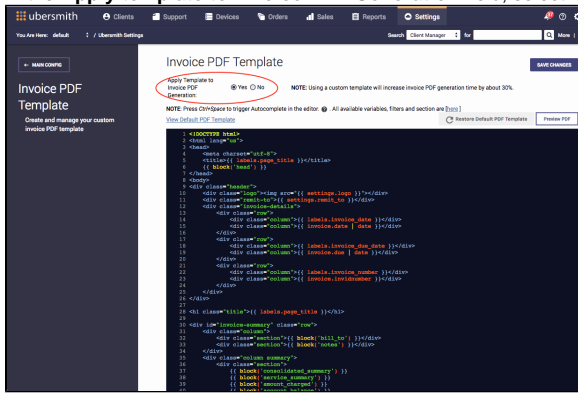 ubersmith Clients Support Devices Orders Sales Reports Settings
You Are Here: default / Ubersmith Settings Search Client Manager for More
← MAIN CONFIG
Invoice PDF Template
Create and manage your custom invoice PDF template
Invoice PDF Template
SAVE CHANGES
Apply Template to Invoice PDF Generation: Yes No NOTE: Using a custom template will increase invoice PDF generation time by about 30%.
NOTE: Press Ctrl+Space to trigger Autocomplete in the editor. . All available variables, filters and section are [here]
View Default PDF Template Restore Default PDF Template Preview PDF
1 <!DOCTYPE html>
2 <html lang="us">
3 <head>
4 <meta charset="utf-8">
5 <title>{{ labels.page_title }}</title>
6 {{ block('head') }}
7 </head>
8 <body>
9 <div class="header">
10 <div class="logo"><img src="{{ settings.logo }}"></div>
11 <div class="remit-to">{{ settings.remit_to }}</div>
12 <div class="invoice-details">
13 <div class="row">
14 <div class="column">{{ labels.invoice_date }}</div>
15 <div class="column">{{ invoice.date | date }}</div>
16 </div>
17 <div class="row">
18 <div class="column">{{ labels.invoice_due_date }}</div>
19 <div class="column">{{ invoice.due | date }}</div>
20 </div>
21 <div class="row">
22 <div class="column">{{ labels.invoice_number }}</div>
23 <div class="column">{{ invoice.invidnumber }}</div>
24 </div>
25 </div>
26 </div>
27
28 <h1 class="title">{{ labels.page_title }}</h1>
29
30 <div id="invoice-summary" class="row">
31 <div class="column">
32 <div class="section">{{ block('bill_to') }}</div>
33 <div class="section">{{ block('notes') }}</div>
34 </div>
35 <div class="column summary">
36 <div class="section">
37 {{ block('consolidated_summary') }}
38 {{ block('service_summary') }}
39 {{ block('amount_charged') }}